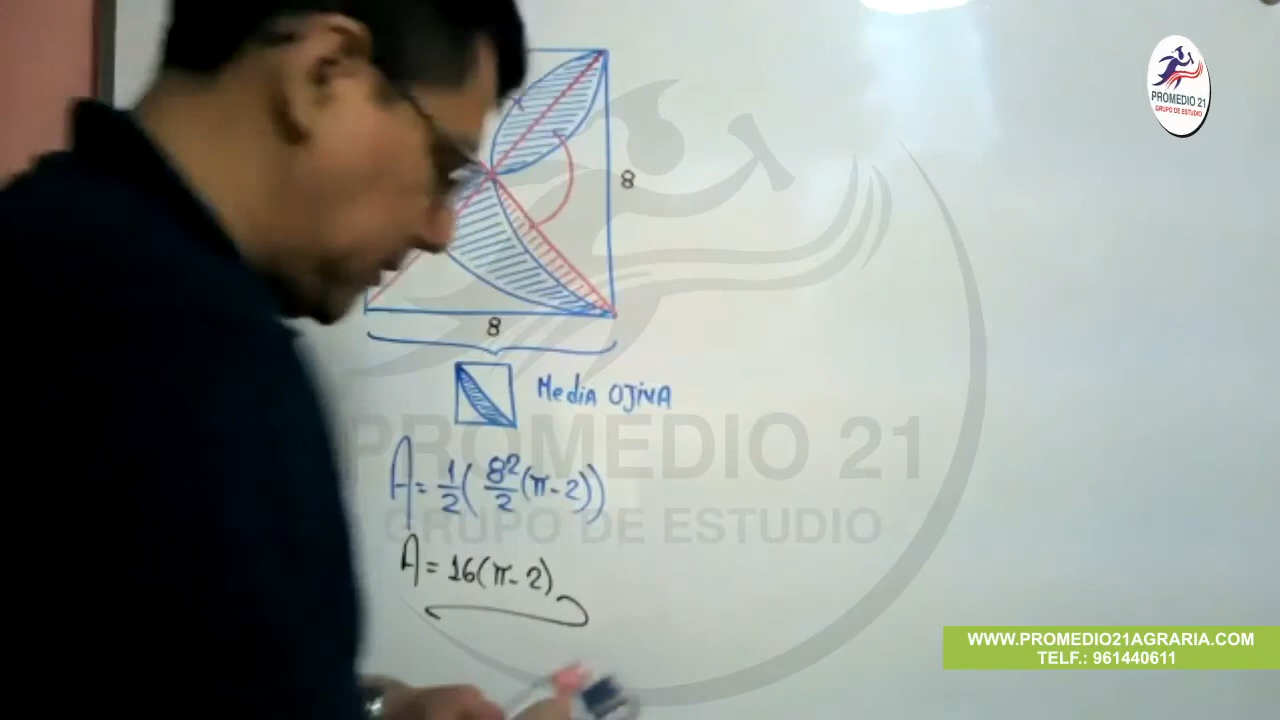 PROMEDIO 21
GRUPO DE ESTUDIO
8
8
Media OJIVA
PROMEDIO 21
A = 1/2 ( 8²/2 (π - 2))
GRUPO DE ESTUDIO
A = 16(π - 2)
WWW.PROMEDIO21AGRARIA.COM
TELF.: 961440611